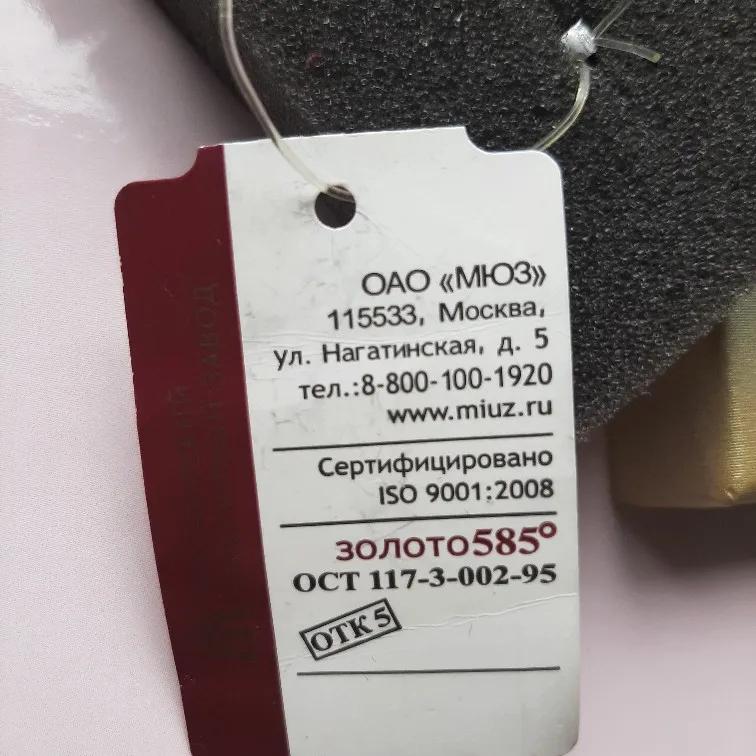 ОАО «МЮЗ»
115533, Москва,
ул. Нагатинская, д. 5
тел.:8-800-100-1920
www.miuz.ru
Сертифицировано
ISO 9001:2008
ЗОЛОТО585°
ОСТ 117-3-002-95
ОТК 5
ЗАВОД